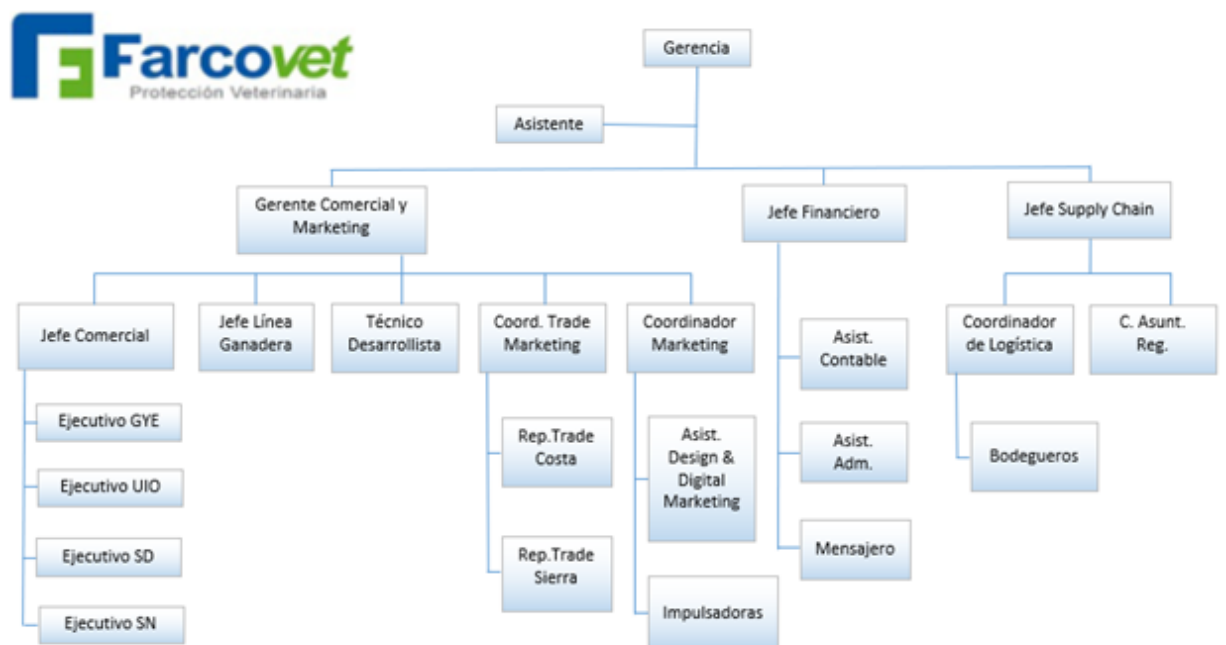 Farcovet
Protección Veterinaria
Gerencia
Asistente
Gerente Comercial y
Marketing
Jefe Financiero
Jefe Supply Chain
Jefe Comercial
Jefe Línea
Ganadera
Técnico
Desarrollista
Coord. Trade
Marketing
Coordinador
Marketing
Asist.
Contable
Coordinador
de Logística
C. Asunt.
Reg.
Ejecutivo GYE
Ejecutivo UIO
Ejecutivo SD
Ejecutivo SN
Rep.Trade
Costa
Rep.Trade
Sierra
Asist.
Design &
Digital
Marketing
Impulsadoras
Asist.
Adm.
Mensajero
Bodegueros